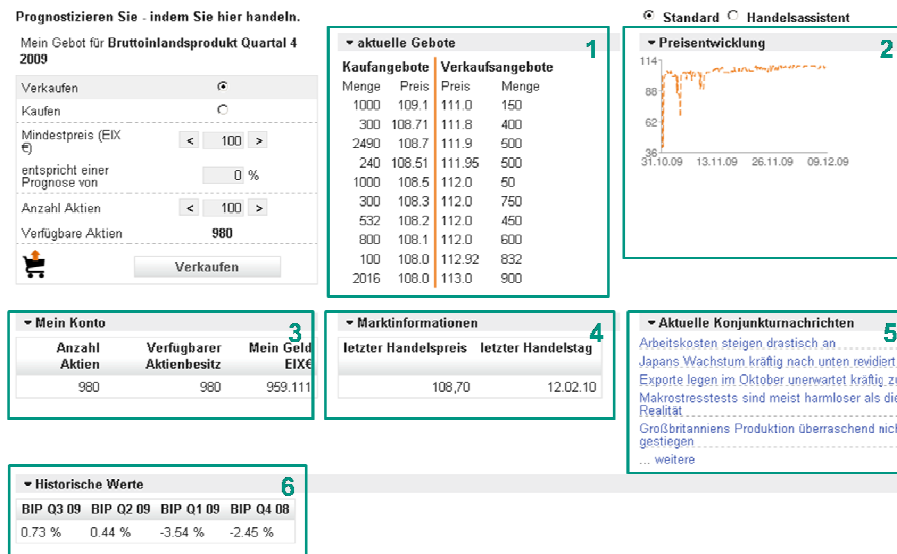 Prognostizieren Sie - indem Sie hier handeln.
Standard Handelsassistent
Mein Gebot für Bruttoinlandsprodukt Quartal 4
2009
Verkaufen
Kaufen
Mindestpreis (EIX
€)
< 100 >
entspricht einer
Prognose von
0 %
Anzahl Aktien < 100 >
Verfügbare Aktien 980
Verkaufen
aktuelle Gebote 1
Kaufangebote Verkaufsangebote
Menge Preis Preis Menge
1000 109.1 111.0 150
300 108.71 111.8 400
2490 108.7 111.9 500
240 108.51 111.95 500
1000 108.5 112.0 50
300 108.3 112.0 750
532 108.2 112.0 450
800 108.1 112.0 600
100 108.0 112.92 832
2016 108.0 113.0 900
Preisentwicklung 2
114
88
62
36
31.10.09 13.11.09 26.11.09 09.12.09
Mein Konto 3
Anzahl Verfügbarer Mein Geld
Aktien Aktienbesitz EIX€
980 980 959.111
Marktinformationen 4
letzter Handelspreis letzter Handelstag
108,70 12.02.10
Aktuelle Konjunkturnachrichten 5
Arbeitskosten steigen drastisch an
Japans Wachstum kräftig nach unten revidiert
Exporte legen im Oktober unerwartet kräftig zu
Makrostresstests sind meist harmloser als die
Realität
Großbritanniens Produktion überraschend nich
gestiegen
... weitere
Historische Werte 6
BIP Q3 09 BIP Q2 09 BIP Q1 09 BIP Q4 08
0.73 % 0.44 % -3.54 % -2.45 %